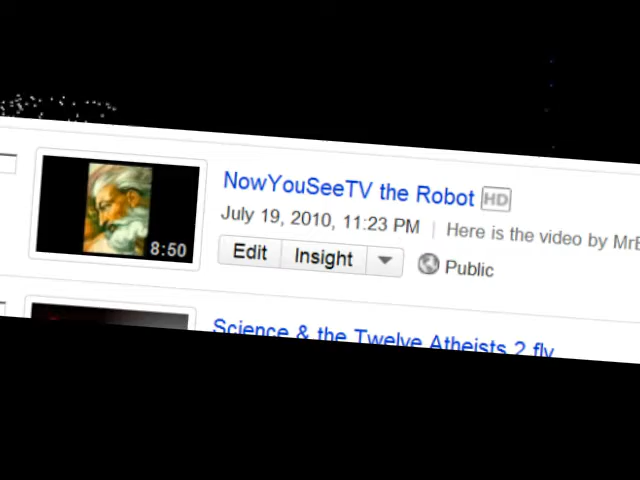 NowYouSeeTV the Robot HD
July 19, 2010, 11:23 PM | Here is the video by MrE
8:50
Edit Insight Public
Science & the Twelve Atheists 2.flv